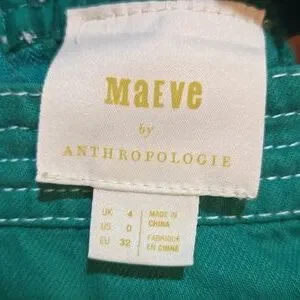 MaEve
by
ANTHROPOLOGIE
UK 4
US 0
EU 32
MADE IN
CHINA
FABRIQUÉ
EN CHINE